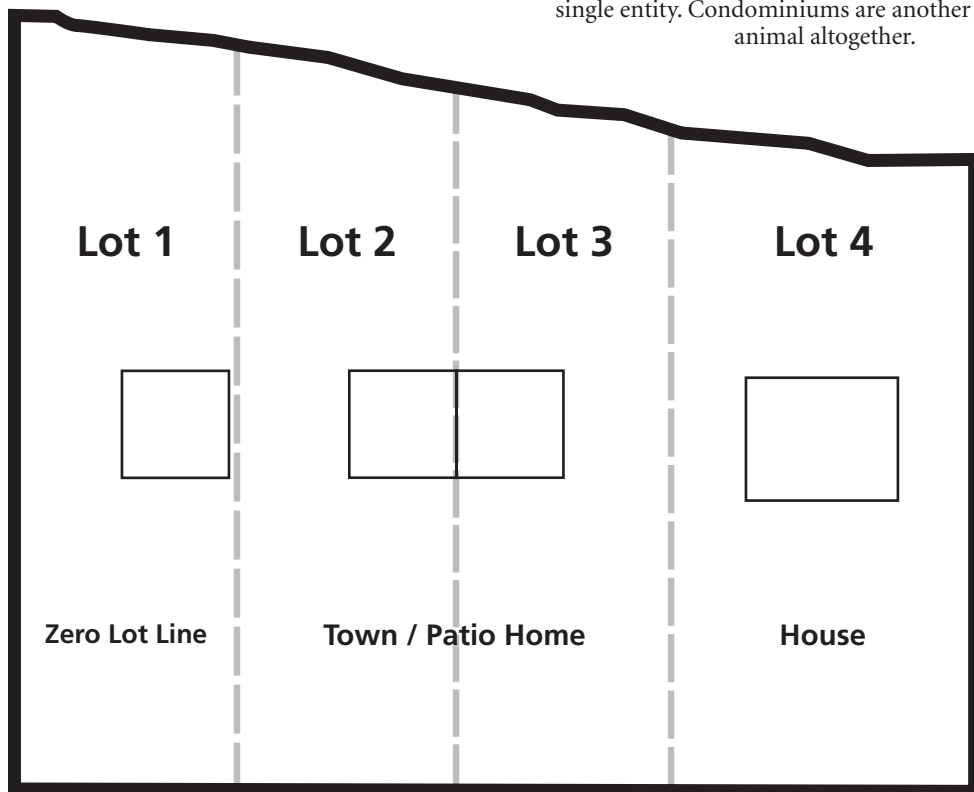 single entity. Condominiums are another
animal altogether.
Lot 1
Lot 2
Lot 3
Lot 4
Zero Lot Line
Town / Patio Home
House